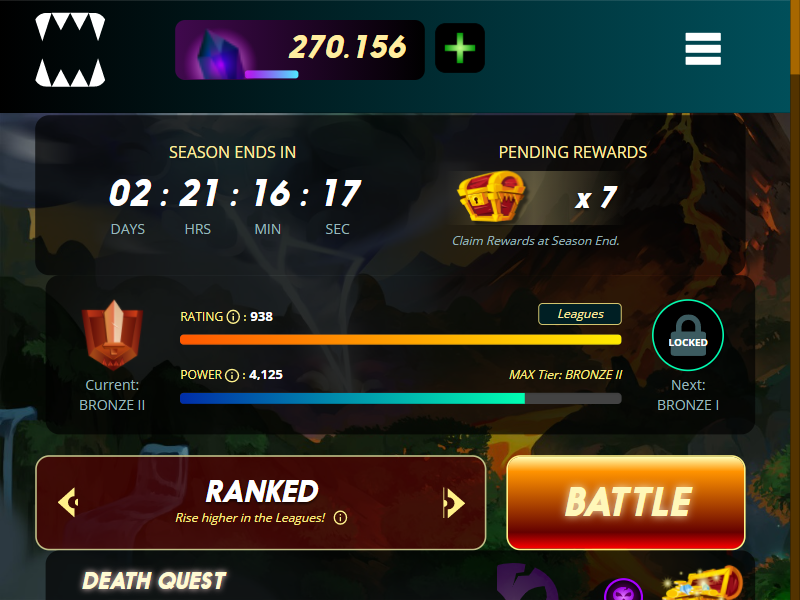 270.156
SEASON ENDS IN
PENDING REWARDS
02 : 21 : 16 : 17
DAYS HRS MIN SEC
x 7
Claim Rewards at Season End.
RATING : 938
Leagues
LOCKED
POWER : 4,125
MAX Tier: BRONZE II
Current:
BRONZE II
Next:
BRONZE I
RANKED
Rise higher in the Leagues!
BATTLE
DEATH QUEST